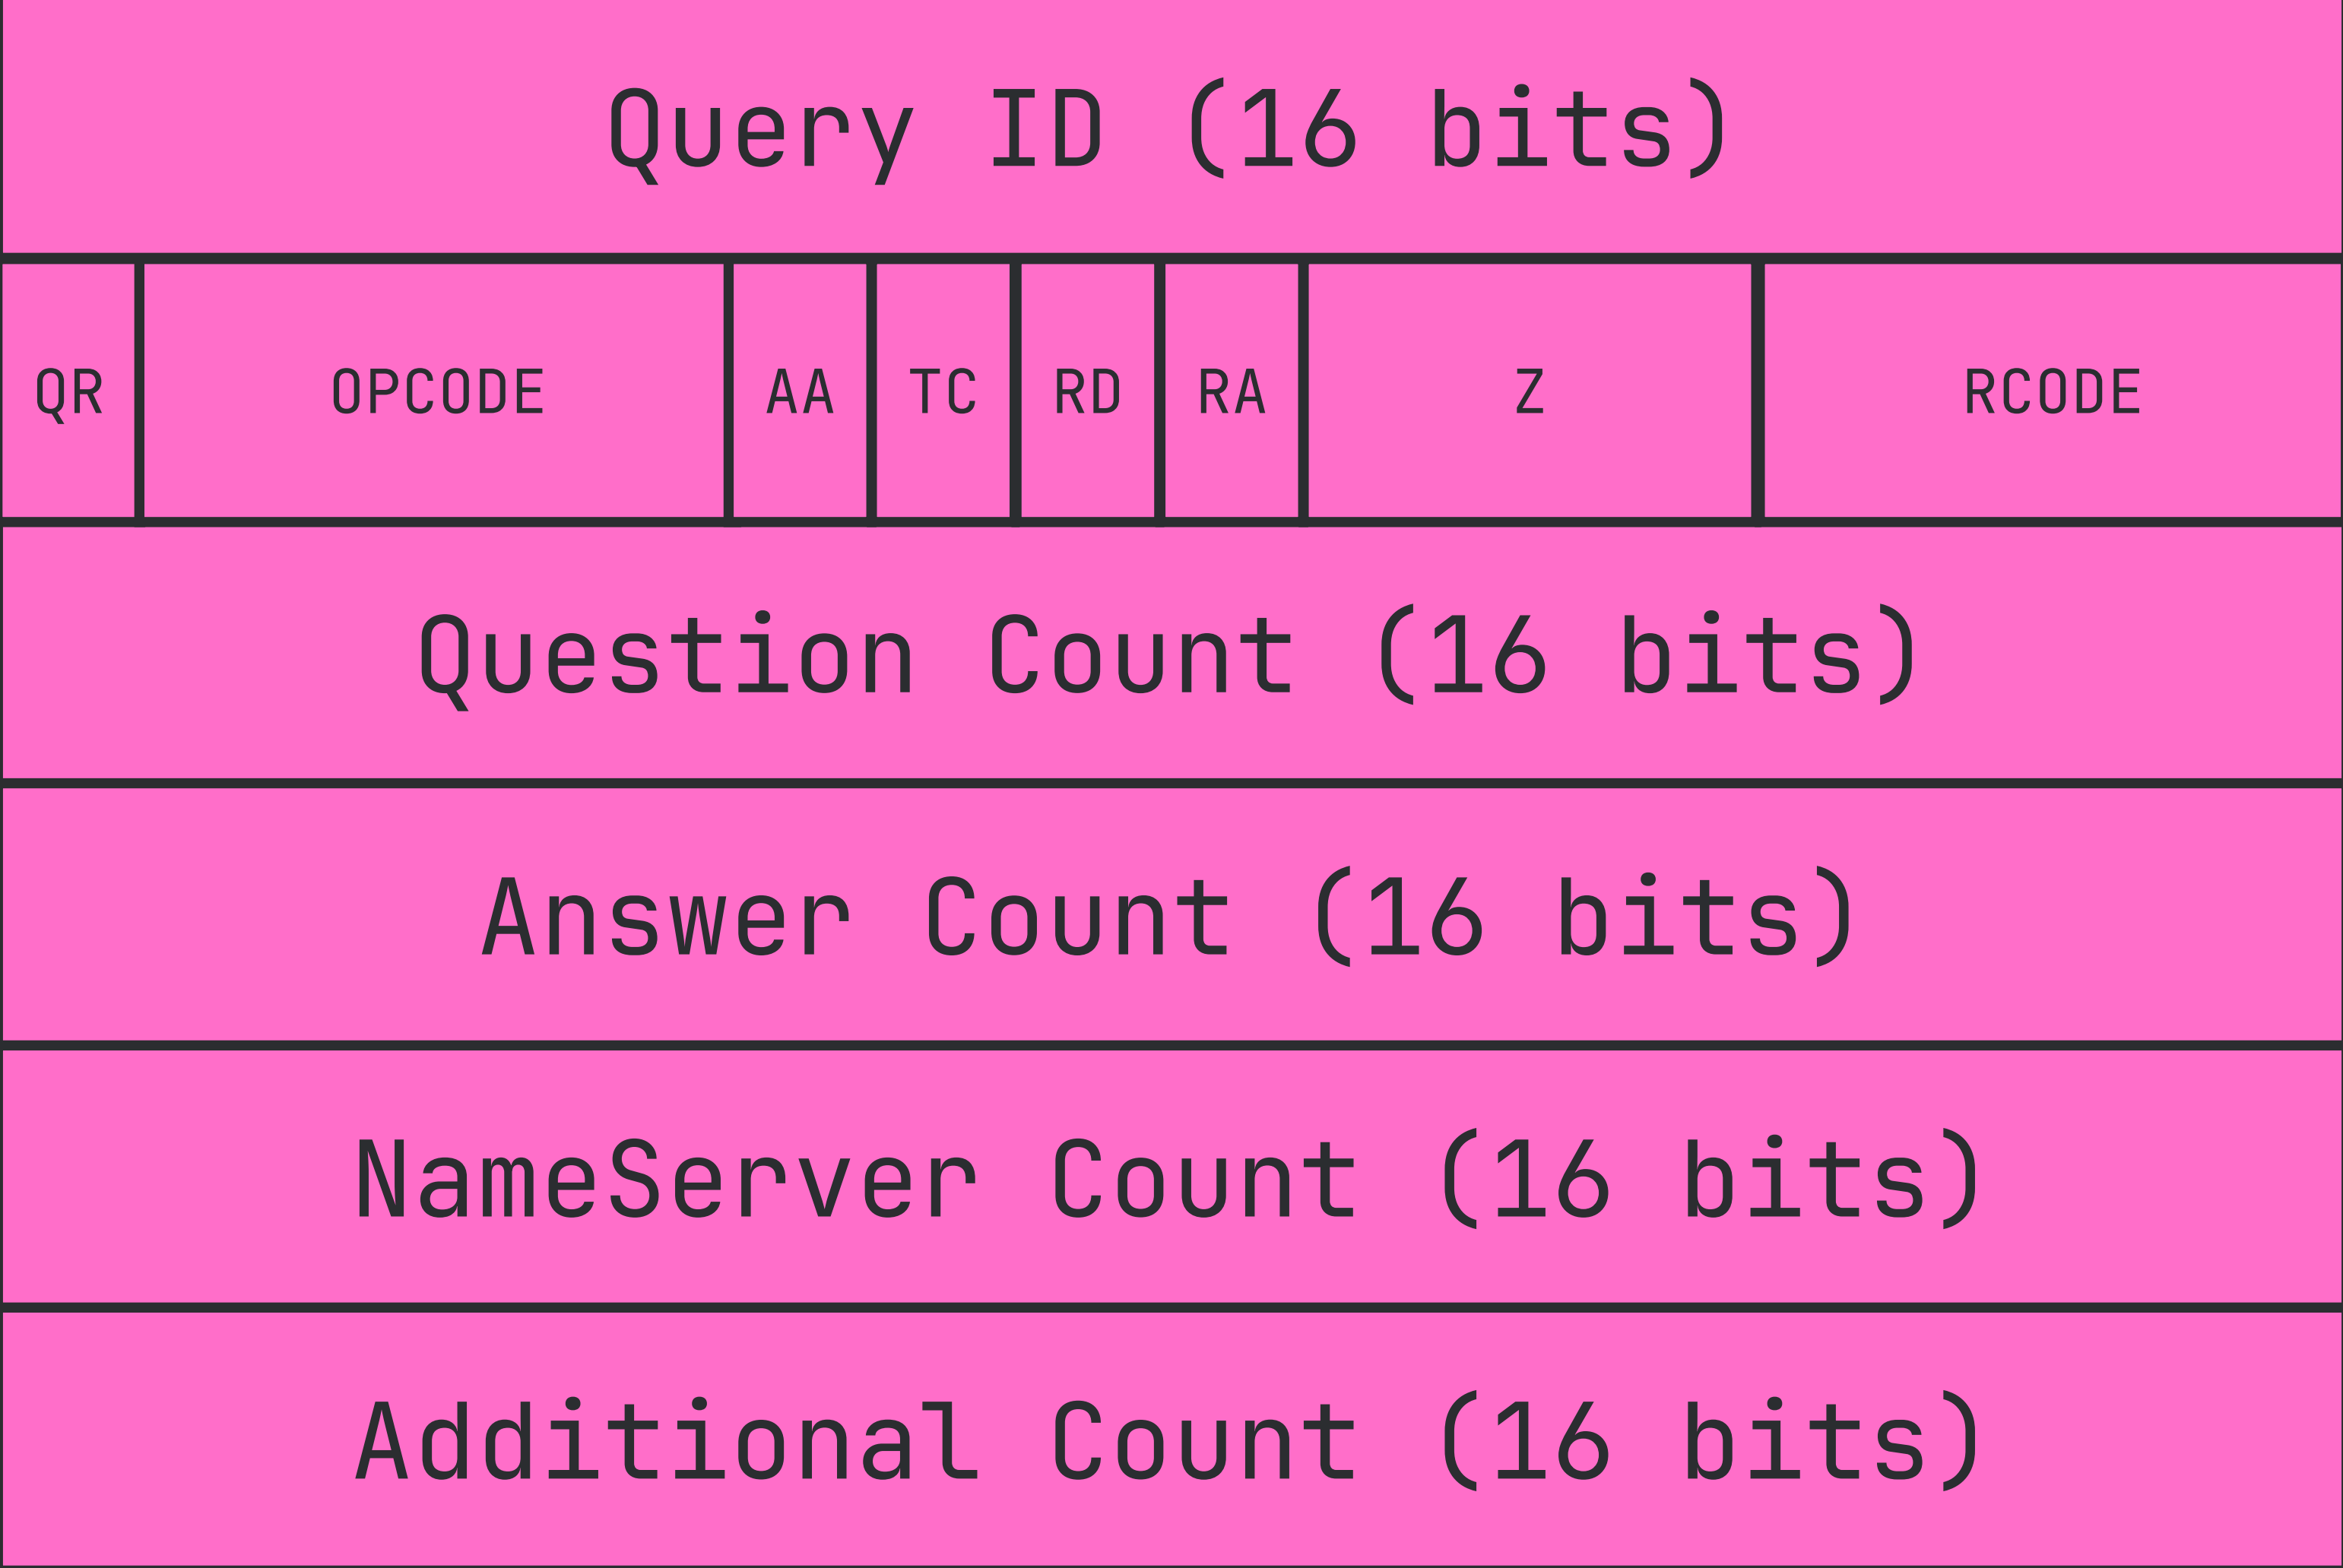 Query ID (16 bits)
QR OPCODE AA TC RD RA Z RCODE
Question Count (16 bits)
Answer Count (16 bits)
NameServer Count (16 bits)
Additional Count (16 bits)